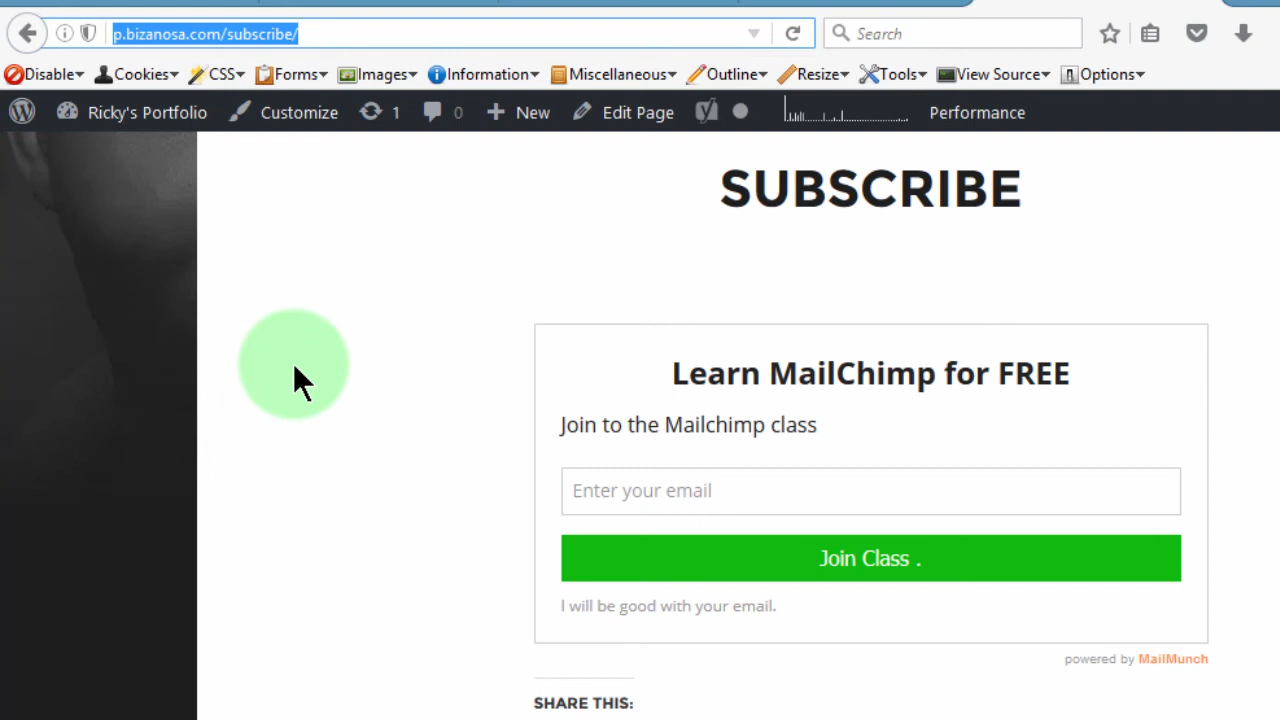 p.bizanosa.com/subscribe/
Search
Disable Cookies CSS Forms Images Information Miscellaneous Outline Resize Tools View Source Options
Ricky's Portfolio Customize 1 0 New Edit Page Performance
SUBSCRIBE
Learn MailChimp for FREE
Join to the Mailchimp class
Enter your email
Join Class .
I will be good with your email.
powered by MailMunch
SHARE THIS: